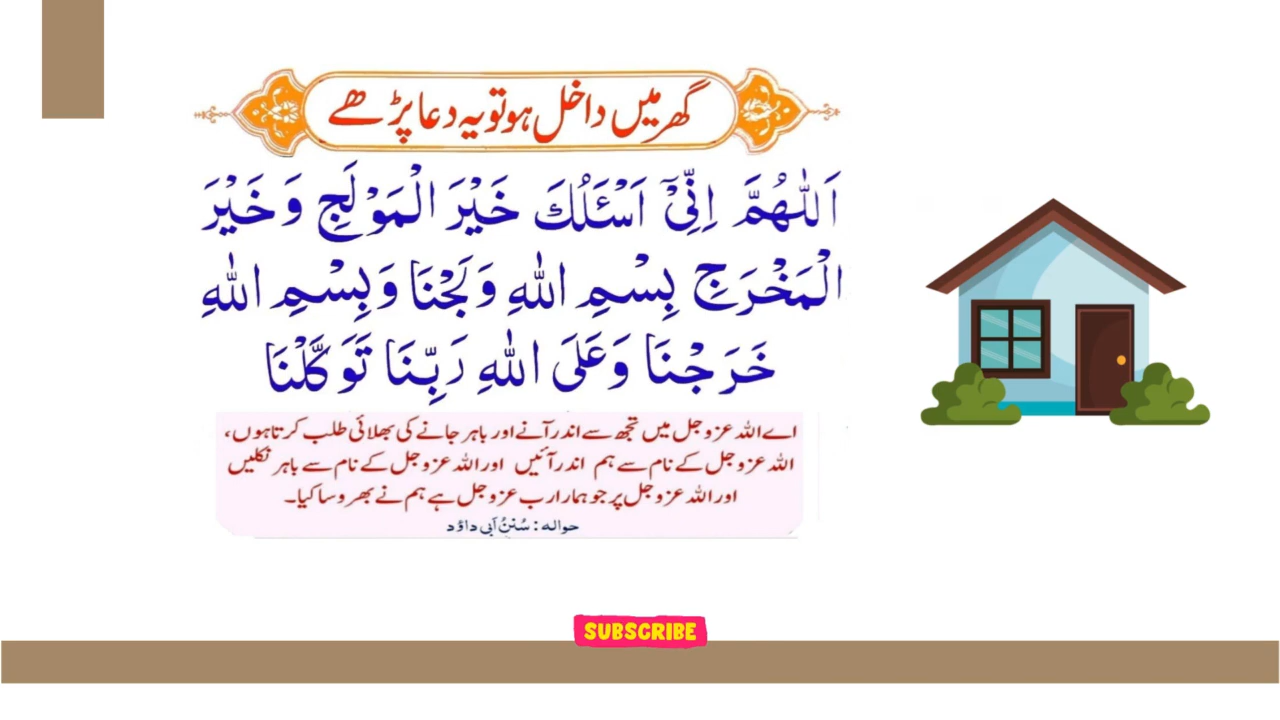 گھر میں داخل ہو تو یہ دعا پڑھے
اَللّٰهُمَّ اِنِّیْۤ اَسْئَلُكَ خَيْرَ الْمَوْلَجِ وَ خَيْرَ
الْمَخْرَجِ بِسْمِ اللّٰهِ وَلَجْنَا وَبِسْمِ اللّٰهِ
خَرَجْنَا وَعَلَی اللّٰهِ رَبِّنَا تَوَكَّلْنَا
اے اللہ عزوجل میں تجھ سے اندر آنے اور باہر جانے کی بھلائی طلب کرتا ہوں،
اللہ عزوجل کے نام سے ہم اندر آئیں اور اللہ عزوجل کے نام سے باہر نکلیں
اور اللہ عزوجل پر جو ہمارا رب عزوجل ہے ہم نے بھروسا کیا۔
حوالہ : سُننُ اَبی داوٗد
SUBSCRIBE